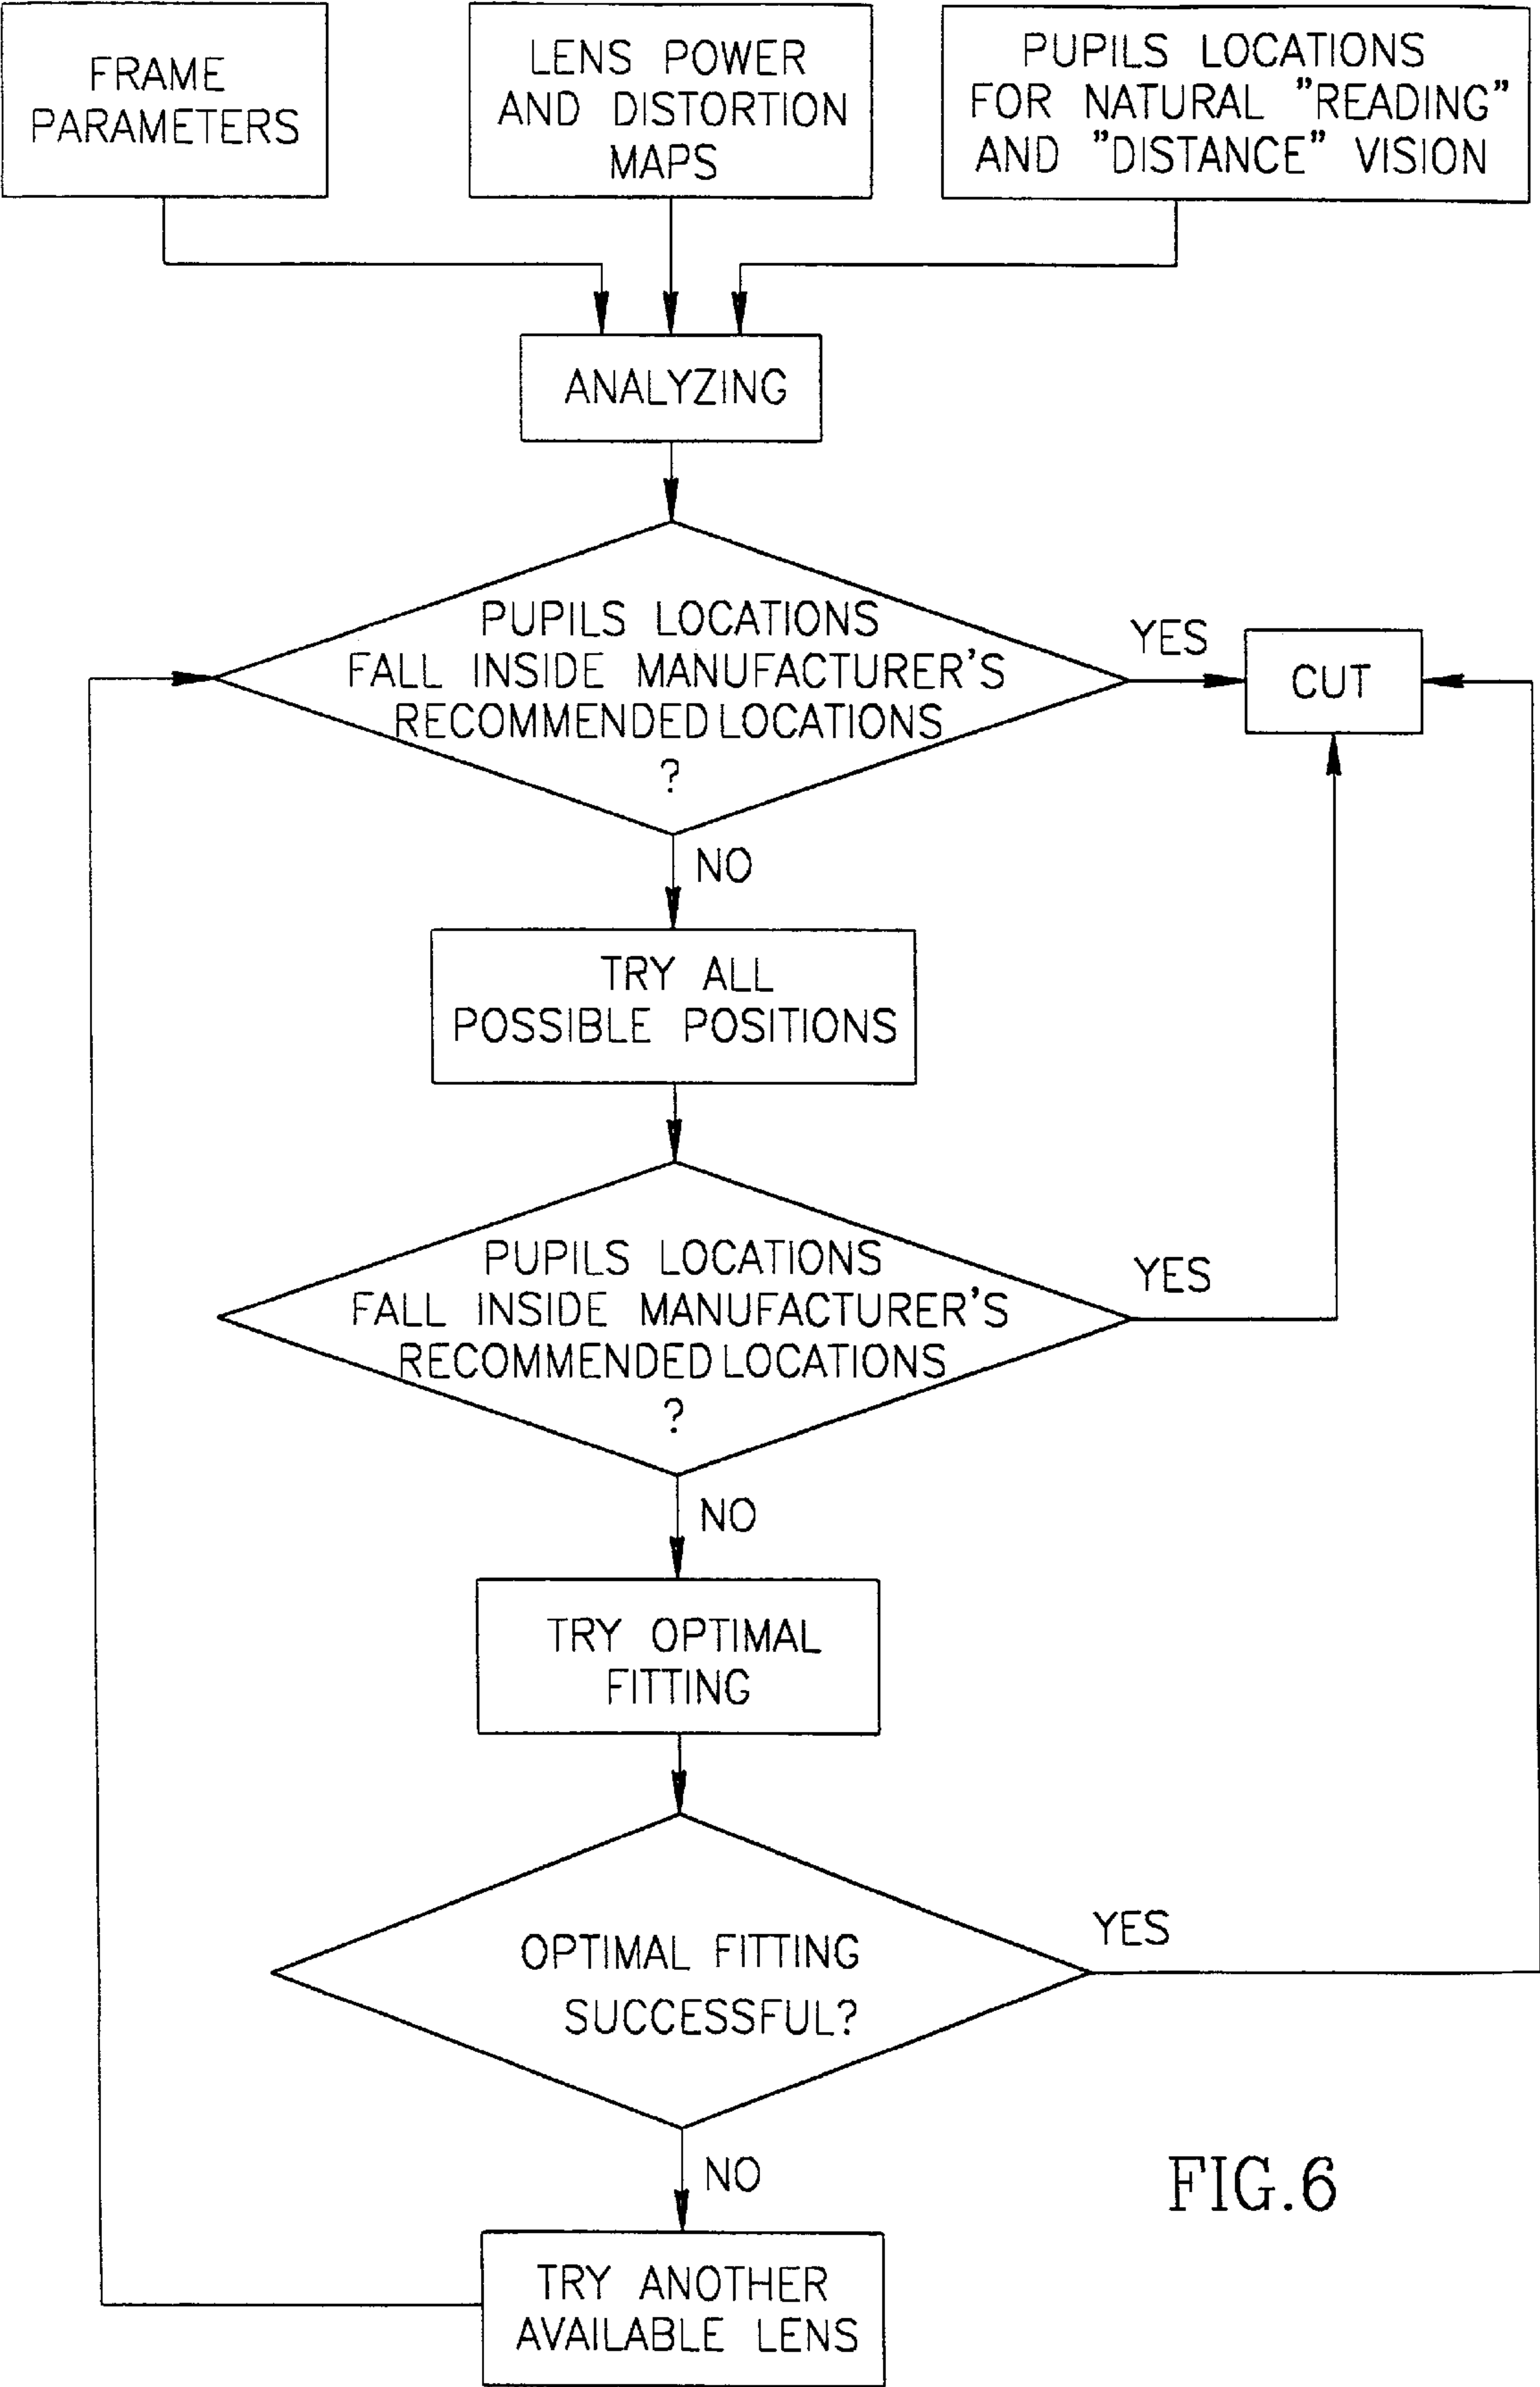 FRAME
PARAMETERS
LENS POWER
AND DISTORTION
MAPS
PUPILS LOCATIONS
FOR NATURAL "READING"
AND "DISTANCE" VISION
ANALYZING
PUPILS LOCATIONS
FALL INSIDE MANUFACTURER'S
RECOMMENDED LOCATIONS
?
YES
CUT
NO
TRY ALL
POSSIBLE POSITIONS
PUPILS LOCATIONS
FALL INSIDE MANUFACTURER'S
RECOMMENDED LOCATIONS
?
YES
NO
TRY OPTIMAL
FITTING
OPTIMAL FITTING
SUCCESSFUL?
YES
NO
TRY ANOTHER
AVAILABLE LENS
FIG.6